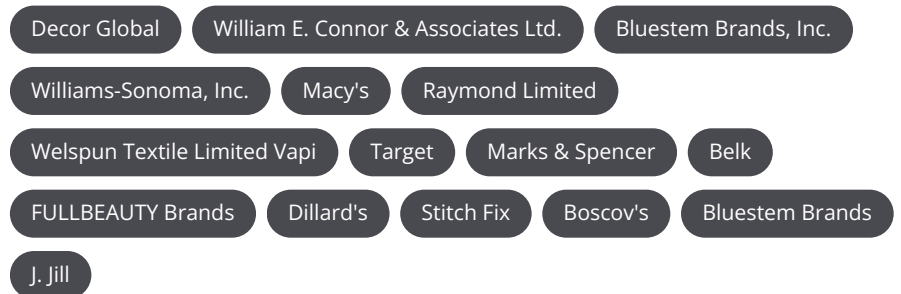 Decor Global William E. Connor & Associates Ltd. Bluestem Brands, Inc.
Williams-Sonoma, Inc. Macy's Raymond Limited
Welspun Textile Limited Vapi Target Marks & Spencer Belk
FULLBEAUTY Brands Dillard's Stitch Fix Boscov's Bluestem Brands
J. Jill